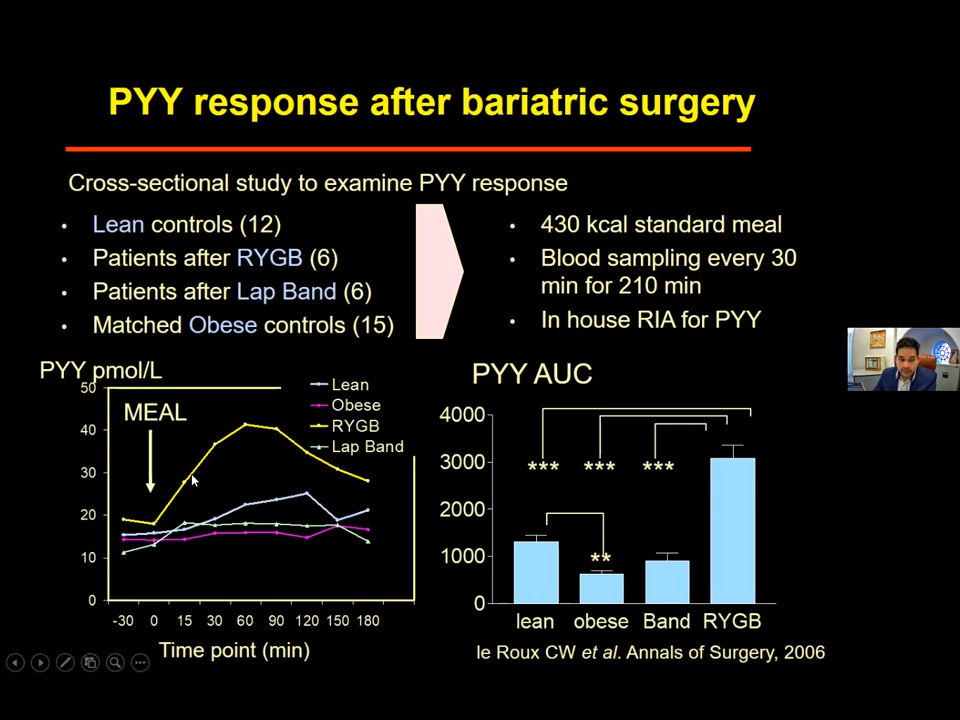 PYY response after bariatric surgery
Cross-sectional study to examine PYY response
• Lean controls (12)
• Patients after RYGB (6)
• Patients after Lap Band (6)
• Matched Obese controls (15)
• 430 kcal standard meal
• Blood sampling every 30
min for 210 min
• In house RIA for PYY
PYY pmol/L
50
40
30
20
10
0
MEAL
Lean
Obese
RYGB
Lap Band
-30 0 15 30 60 90 120 150 180
Time point (min)
PYY AUC
4000
3000
2000
1000
0
*** *** ***
**
lean obese Band RYGB
le Roux CW et al. Annals of Surgery, 2006